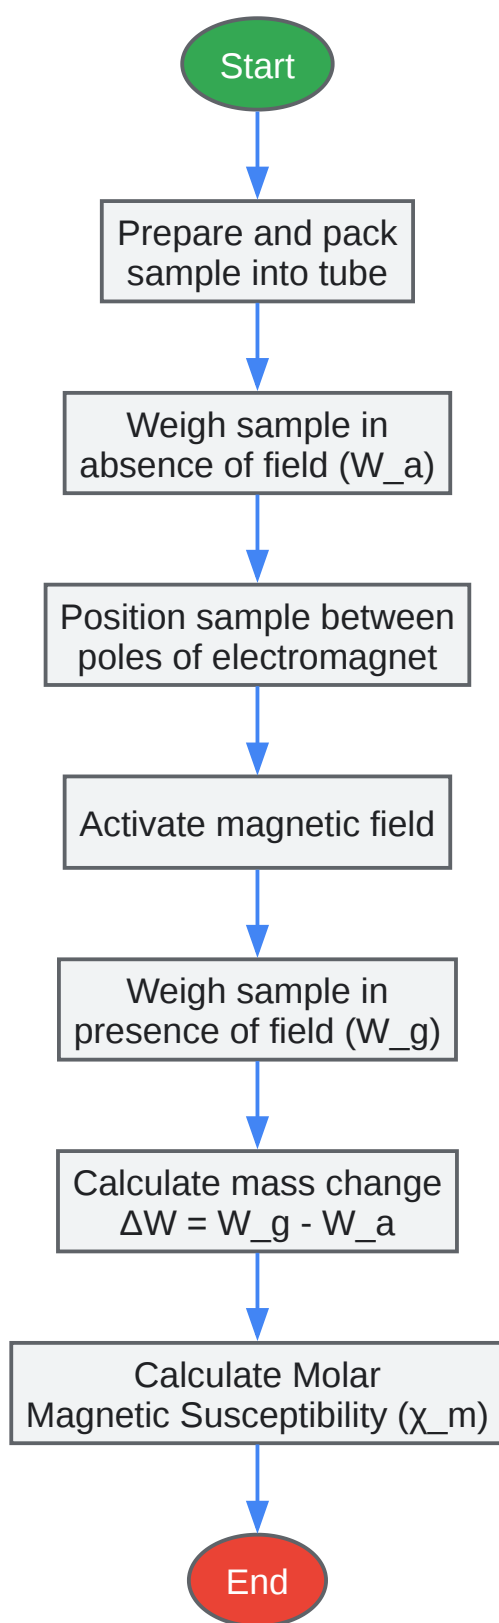 Start
Prepare and pack
sample into tube
Weigh sample in
absence of field (W_a)
Position sample between
poles of electromagnet
Activate magnetic field
Weigh sample in
presence of field (W_g)
Calculate mass change
ΔW = W_g - W_a
Calculate Molar
Magnetic Susceptibility (χ_m)
End